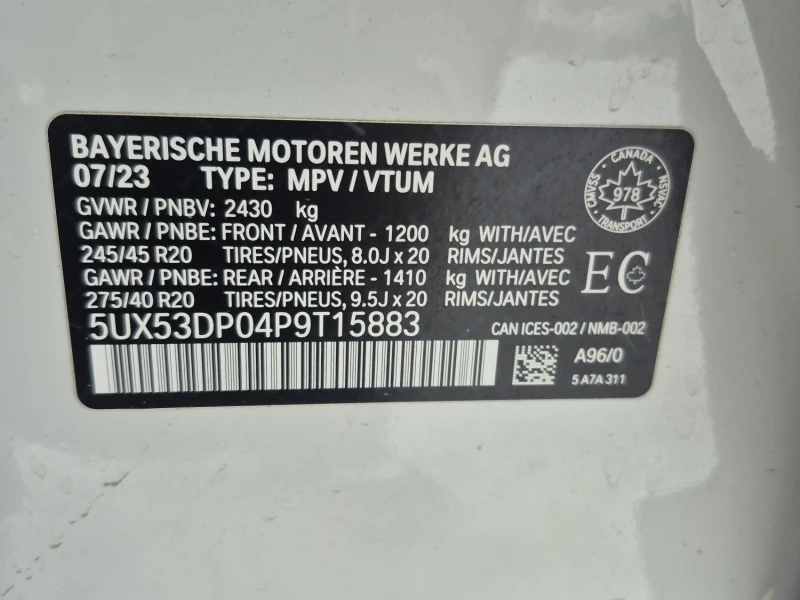 BAYERISCHE MOTOREN WERKE AG
07/23 TYPE: MPV / VTUM
GVWR / PNBV: 2430 kg
GAWR / PNBE: FRONT / AVANT - 1200 kg WITH/AVEC
245/45 R20 TIRES/PNEUS, 8.0J x 20 RIMS/JANTES
GAWR / PNBE: REAR / ARRIÈRE - 1410 kg WITH/AVEC
275/40 R20 TIRES/PNEUS, 9.5J x 20 RIMS/JANTES
5UX53DP04P9T15883
CAN ICES-002 / NMB-002
A96/0
5 A7A 311
CANADA
CMVSS
978
NSVAC
TRANSPORT
EC